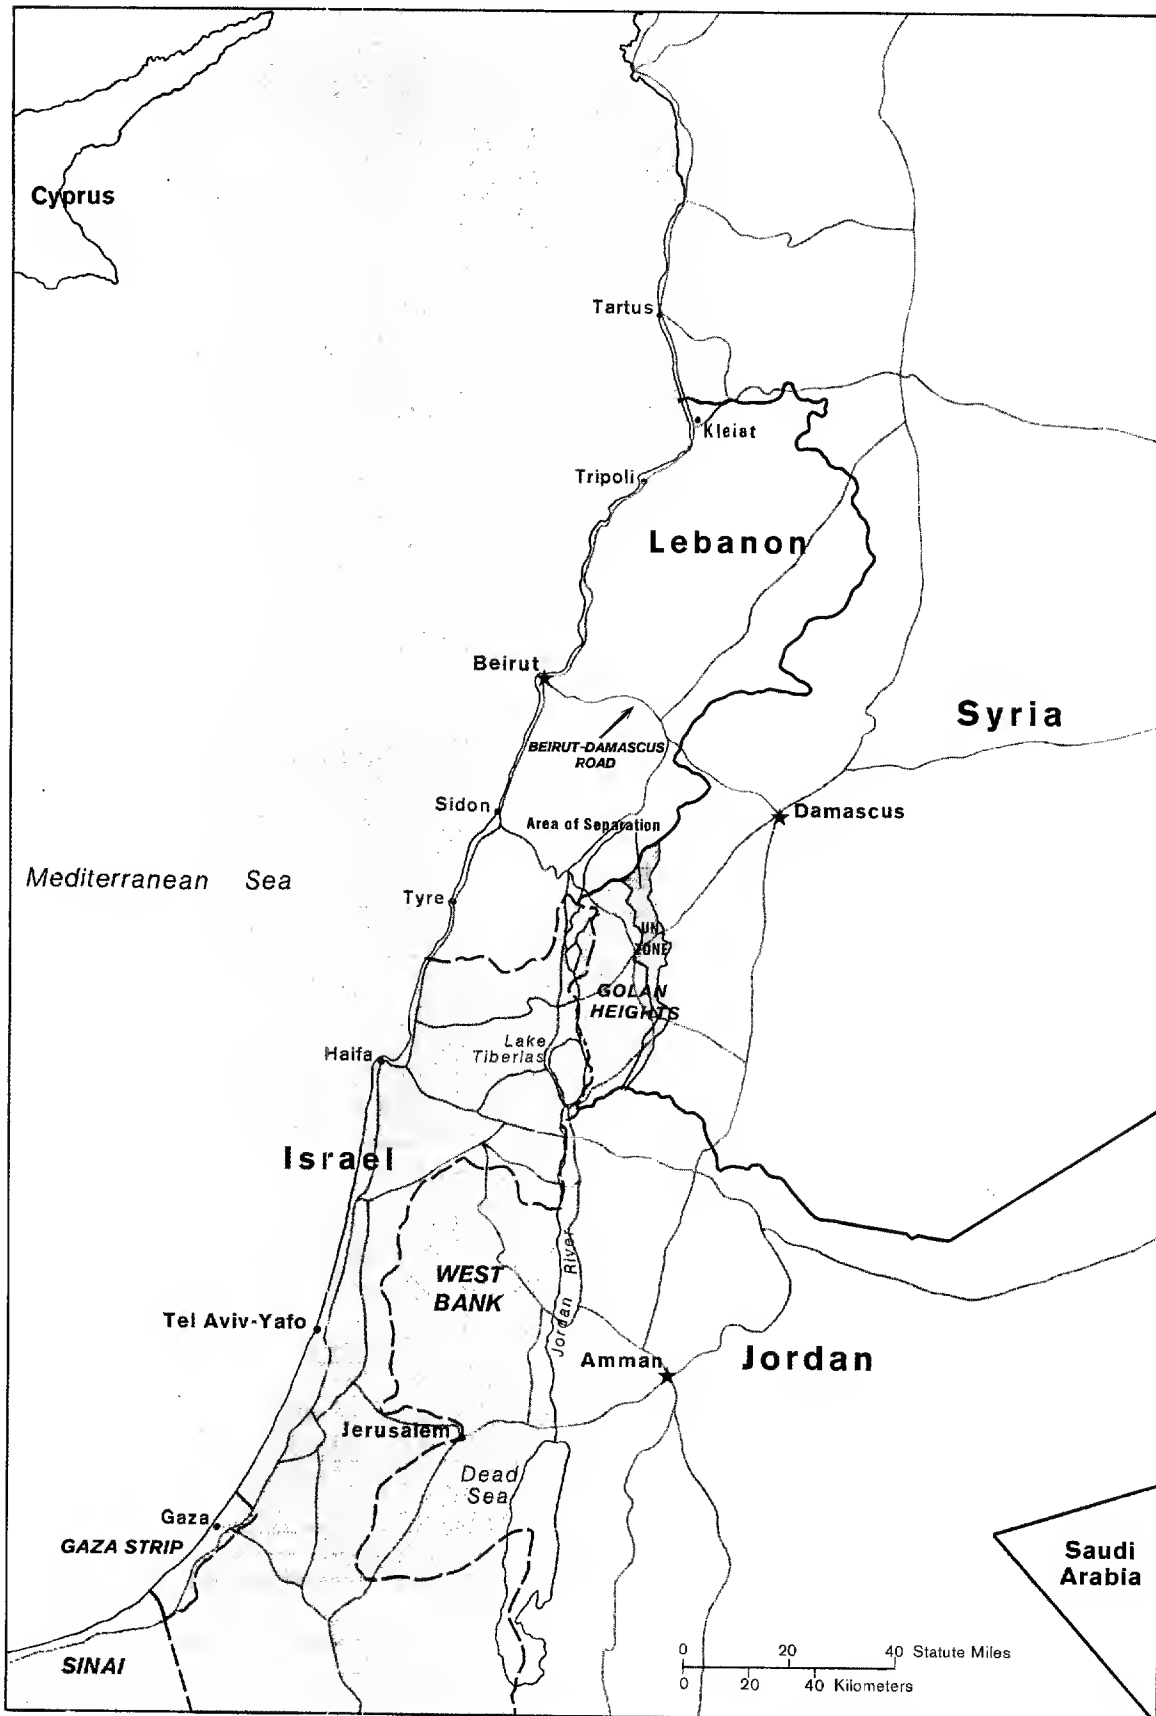 Cyprus
Tartus
Kleiat
Tripoli
Lebanon
Beirut
Syria
BEIRUT-DAMASCUS
ROAD
Sidon
Damascus
Area of Separation
Mediterranean Sea
Tyre
UN
ZONE
GOLAN
HEIGHTS
Lake
Tiberias
Haifa
Israel
WEST
BANK
Jordan River
Tel Aviv-Yafo
Amman
Jordan
Jerusalem
Dead
Sea
Gaza
GAZA STRIP
Saudi
Arabia
SINAI
0 20 40 Statute Miles
0 20 40 Kilometers